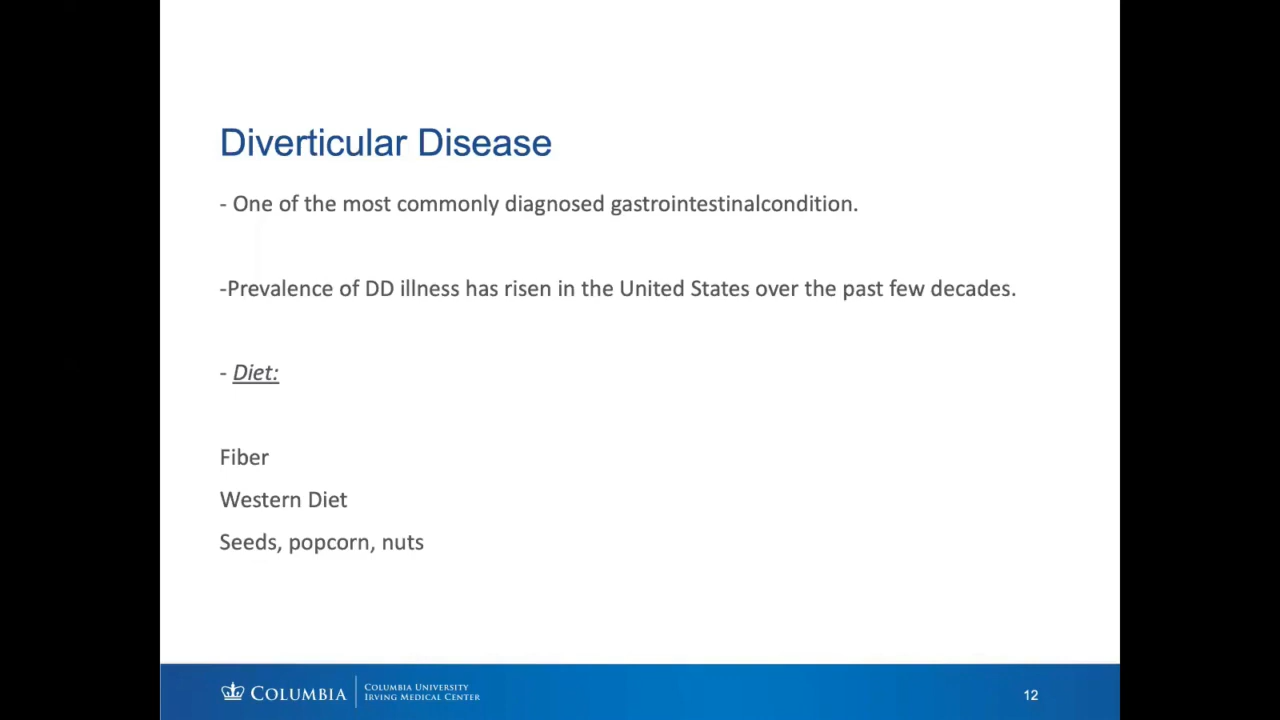 Diverticular Disease
- One of the most commonly diagnosed gastrointestinalcondition.
-Prevalence of DD illness has risen in the United States over the past few decades.
- Diet:
Fiber
Western Diet
Seeds, popcorn, nuts
COLUMBIA
COLUMBIA UNIVERSITY
IRVING MEDICAL CENTER
12